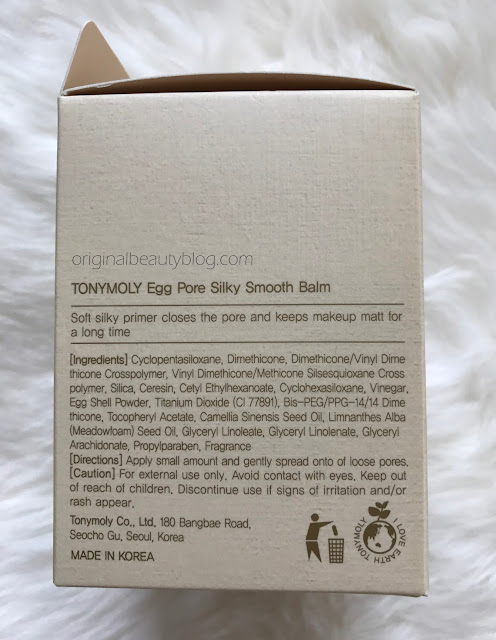 originalbeautyblog.com
TONYMOLY Egg Pore Silky Smooth Balm
Soft silky primer closes the pore and keeps makeup matt for
a long time
[Ingredients] Cyclopentasiloxane, Dimethicone, Dimethicone/Vinyl Dime
thicone Crosspolymer, Vinyl Dimethicone/Methicone Silsesquioxane Cross
polymer, Silica, Ceresin, Cetyl Ethylhexanoate, Cyclohexasiloxane, Vinegar,
Egg Shell Powder, Titanium Dioxide (CI 77891), Bis-PEG/PPG-14/14 Dime
thicone, Tocopheryl Acetate, Camellia Sinensis Seed Oil, Limnanthes Alba
(Meadowfoam) Seed Oil, Glyceryl Linoleate, Glyceryl Linolenate, Glyceryl
Arachidonate, Propylparaben, Fragrance
[Directions] Apply small amount and gently spread onto of loose pores.
[Caution] For external use only. Avoid contact with eyes, Keep out
of reach of children, Discontinue use if signs of irritation and/or
rash appear.
Tonymoly Co,. Ltd, 180 Bangbae Road,
Seocho Gu, Seoul, Korea
MADE IN KOREA
I LOVE EARTH TONYMOLY